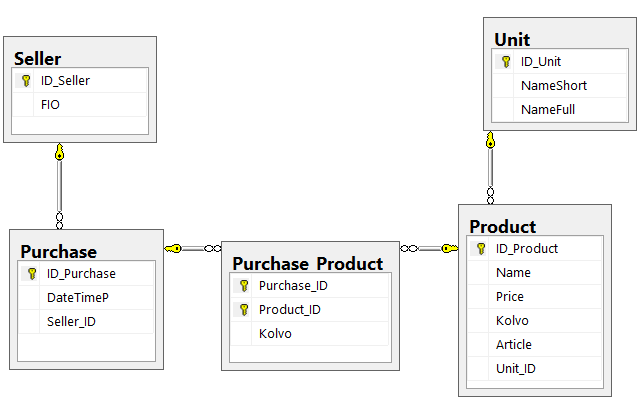 Seller
ID_Seller
FIO
Unit
ID_Unit
NameShort
NameFull
Purchase
ID_Purchase
DateTimeP
Seller_ID
Purchase_Product
Purchase_ID
Product_ID
Kolvo
Product
ID_Product
Name
Price
Kolvo
Article
Unit_ID